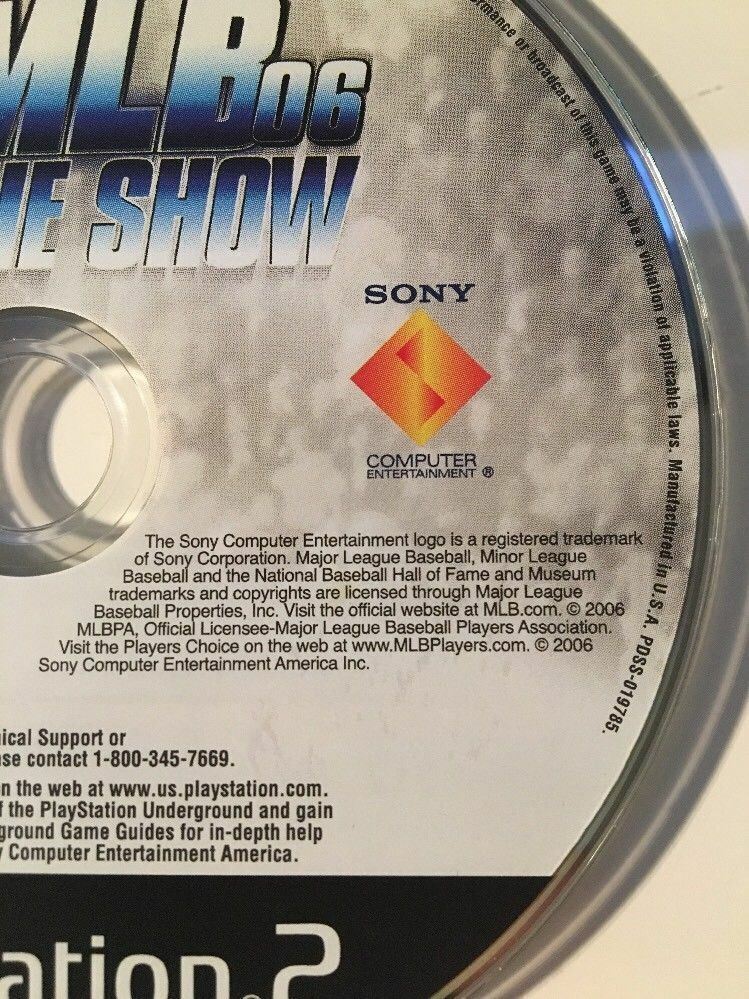 MLB 06
THE SHOW
SONY
COMPUTER
ENTERTAINMENT ®
The Sony Computer Entertainment logo is a registered trademark
of Sony Corporation. Major League Baseball, Minor League
Baseball and the National Baseball Hall of Fame and Museum
trademarks and copyrights are licensed through Major League
Baseball Properties, Inc. Visit the official website at MLB.com. © 2006
MLBPA, Official Licensee-Major League Baseball Players Association.
Visit the Players Choice on the web at www.MLBPlayers.com. © 2006
Sony Computer Entertainment America Inc.
rmance or broadcast of this game may be a violation of applicable laws. Manufactured in U.S.A. PDSS-019785.
ical Support or
se contact 1-800-345-7669.
n the web at www.us.playstation.com.
f the PlayStation Underground and gain
ground Game Guides for in-depth help
y Computer Entertainment America.
ation®2